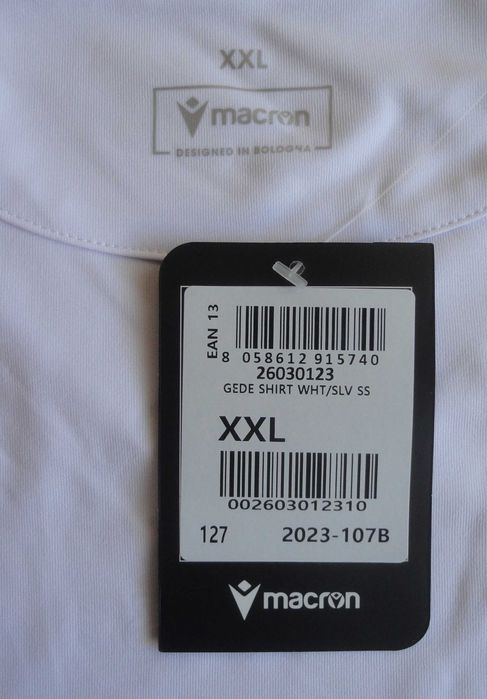 XXL
macron
DESIGNED IN BOLOGNA
EAN 13
8 058612 915740
26030123
GEDE SHIRT WHT/SLV SS
XXL
002603012310
127 2023-107B
macron